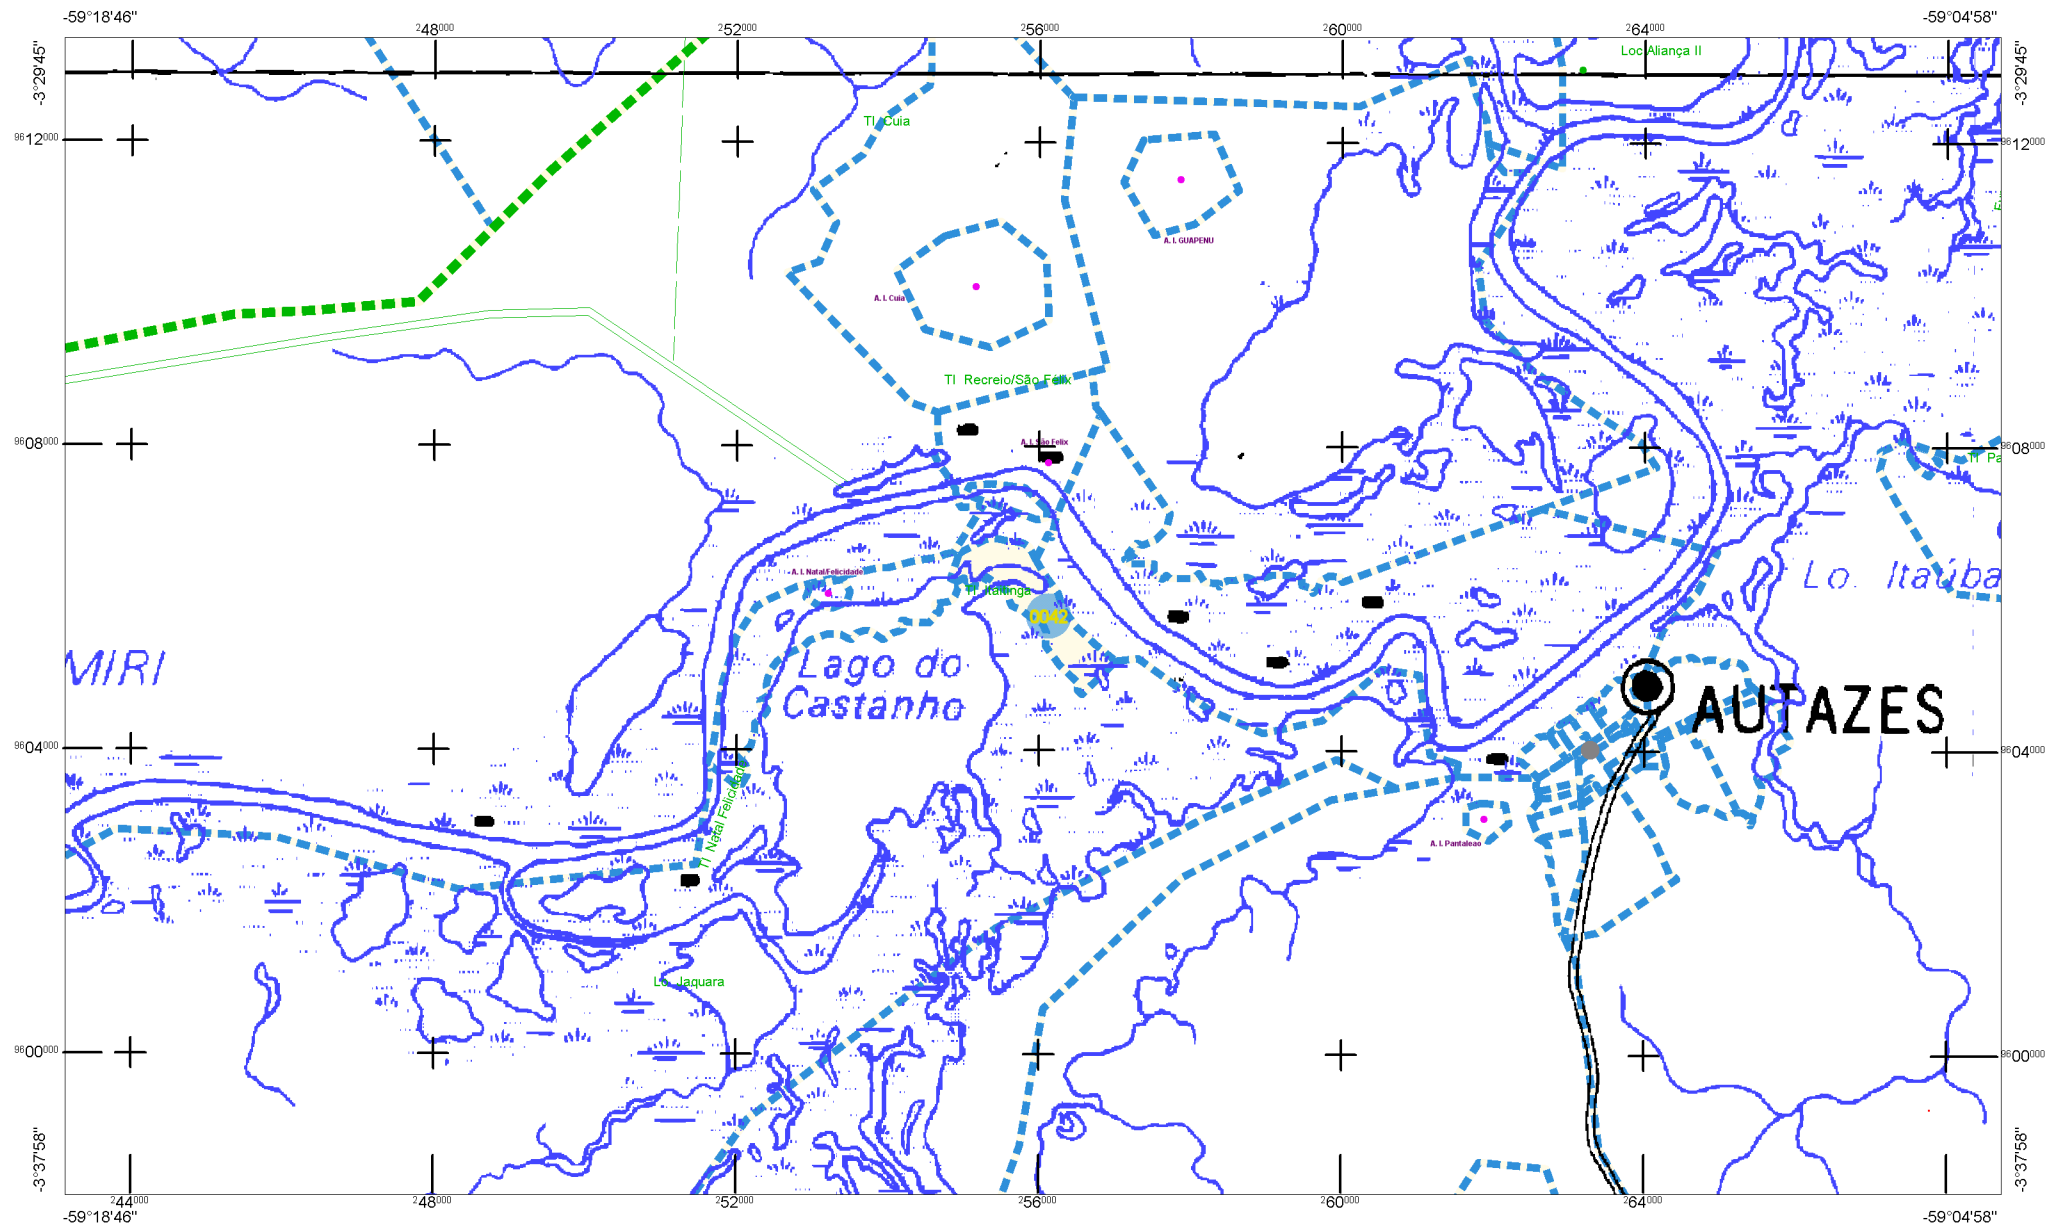 -59°18'46"
-59°04'58"
248000
252000
256000
260000
264000
-3°29'45"
-3°29'45"
Loc Aliança II
TI Cuia
9612000
9612000
A. I. GUAPENU
A. I. Cuia
TI Recreio/São Félix
A. I. São Felix
9608000
9608000
TI Pa
A. I. Natal/Felicidade
Lo. Itaúba
0042
MIRI
Lago do
Castanho
AUTAZES
9604000
9604000
TI Natal Felicidade
A. I. Pantaleao
Lc. Jaquara
9600000
9600000
-3°37'58"
-3°37'58"
244000
248000
252000
256000
260000
264000
-59°18'46"
-59°04'58"